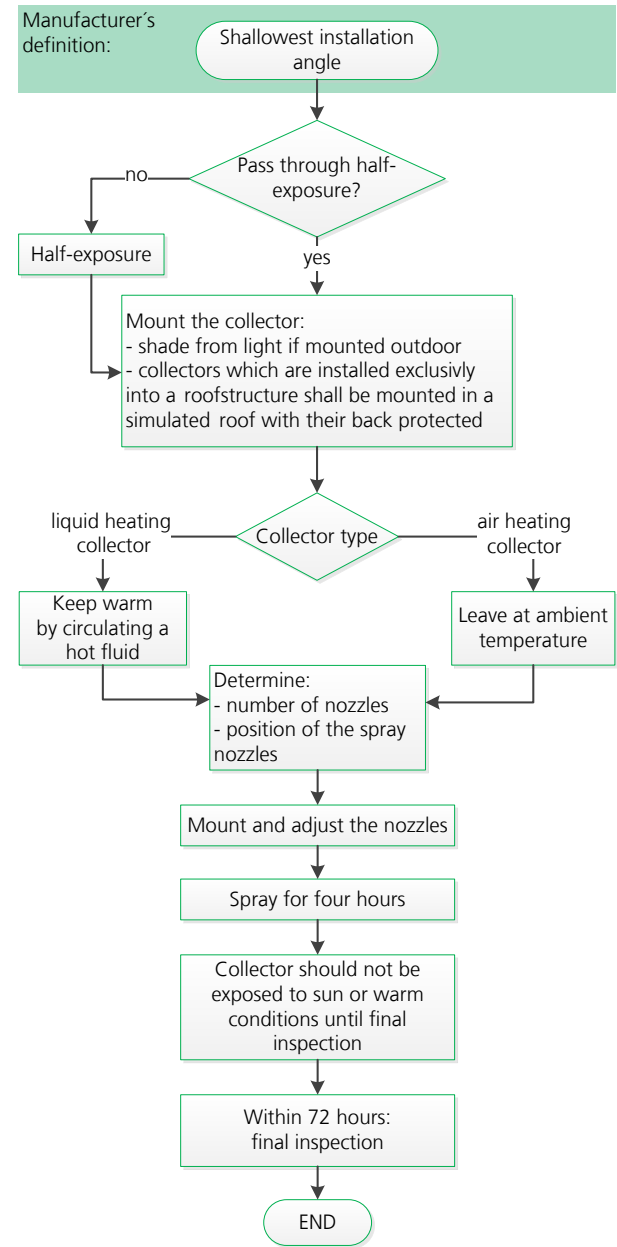 Manufacturer´s
definition:
Shallowest installation
angle
Pass through half-
exposure?
no
Half-exposure
yes
Mount the collector:
- shade from light if mounted outdoor
- collectors which are installed exclusivly
into a roofstructure shall be mounted in a
simulated roof with their back protected
Collector type
liquid heating
collector
air heating
collector
Keep warm
by circulating a
hot fluid
Leave at ambient
temperature
Determine:
- number of nozzles
- position of the spray
nozzles
Mount and adjust the nozzles
Spray for four hours
Collector should not be
exposed to sun or warm
conditions until final
inspection
Within 72 hours:
final inspection
END